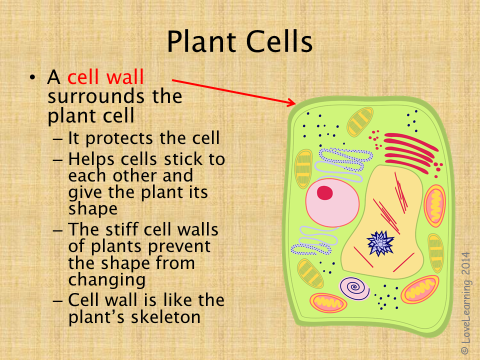 Plant Cells
• A cell wall
surrounds the
plant cell
– It protects the cell
– Helps cells stick to
each other and
give the plant its
shape
– The stiff cell walls
of plants prevent
the shape from
changing
– Cell wall is like the
plant’s skeleton
© LoveLearning 2014